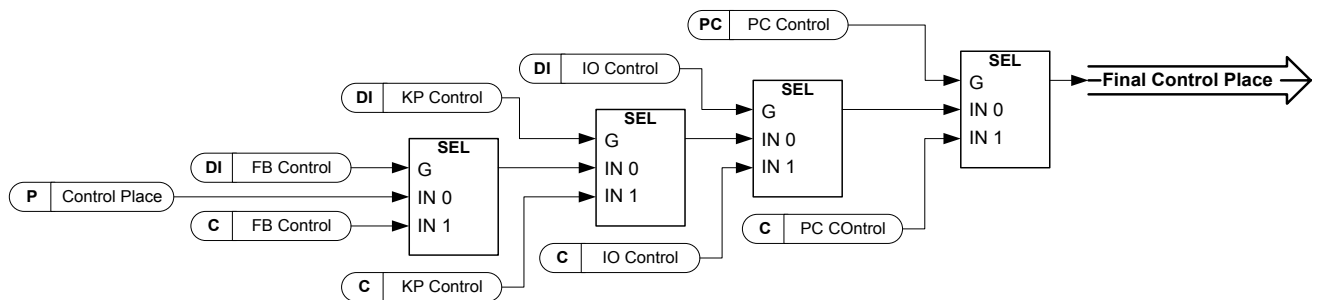 PC PC Control
SEL
G
IN 0
IN 1
Final Control Place
DI IO Control
SEL
G
IN 0
IN 1
DI KP Control
SEL
G
IN 0
IN 1
DI FB Control
SEL
G
IN 0
IN 1
P Control Place
C FB Control
C PC COntrol
C IO Control
C KP Control